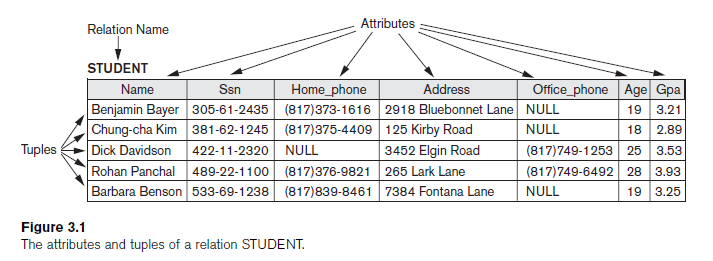 Attributes
Relation Name
STUDENT
Name Ssn Home_phone Address Office_phone Age Gpa
Benjamin Bayer 305-61-2435 (817)373-1616 2918 Bluebonnet Lane NULL 19 3.21
Chung-cha Kim 381-62-1245 (817)375-4409 125 Kirby Road NULL 18 2.89
Tuples Dick Davidson 422-11-2320 NULL 3452 Elgin Road (817)749-1253 25 3.53
Rohan Panchal 489-22-1100 (817)376-9821 265 Lark Lane (817)749-6492 28 3.93
Barbara Benson 533-69-1238 (817)839-8461 7384 Fontana Lane NULL 19 3.25
Figure 3.1
The attributes and tuples of a relation STUDENT.